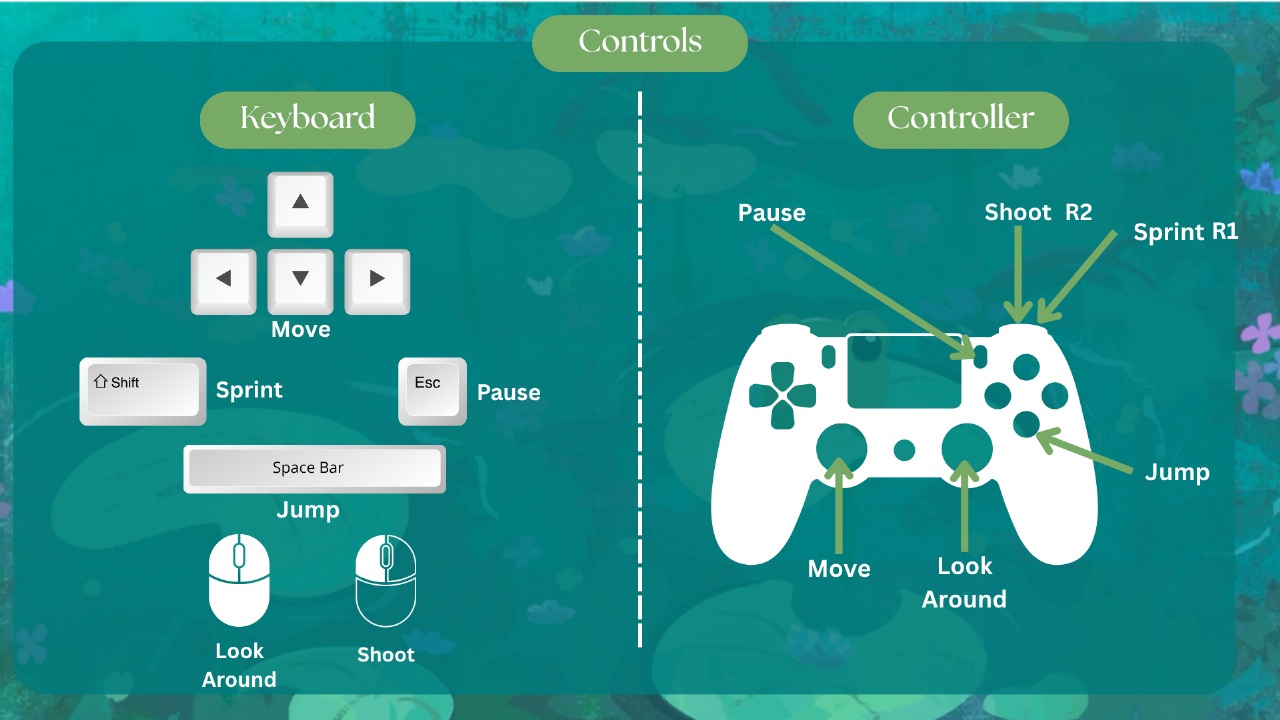 Controls
Keyboard
Move
Shift
Sprint
Esc
Pause
Space Bar
Jump
Look
Around
Shoot
Controller
Pause
Shoot R2
Sprint R1
Jump
Move
Look
Around